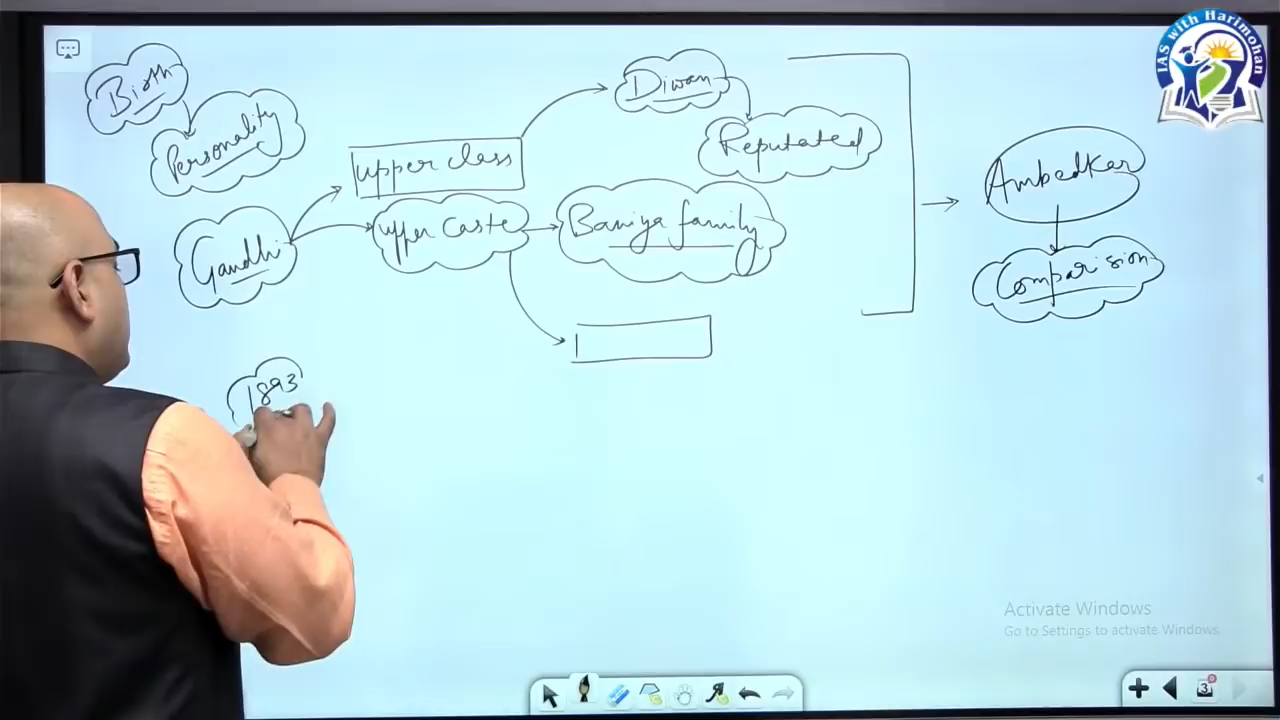 Birth
Personality
Gandhi
upper class
upper caste
Diwan
Reputated
Baniya family
Ambedkar
Comparision
1893
IAS with Harimohan
Activate Windows
Go to Settings to activate Windows.
3